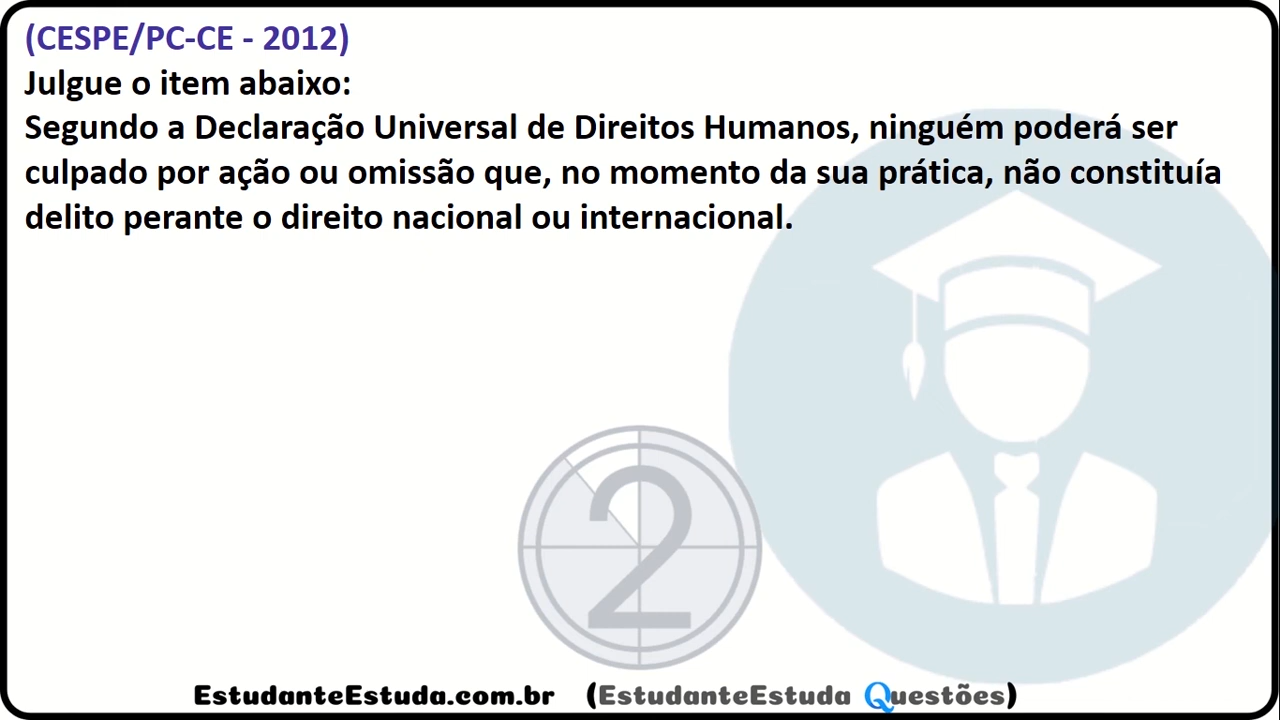 (CESPE/PC-CE - 2012)
Julgue o item abaixo:
Segundo a Declaração Universal de Direitos Humanos, ninguém poderá ser
culpado por ação ou omissão que, no momento da sua prática, não constituía
delito perante o direito nacional ou internacional.
2
EstudanteEstuda.com.br (EstudanteEstuda Questões)